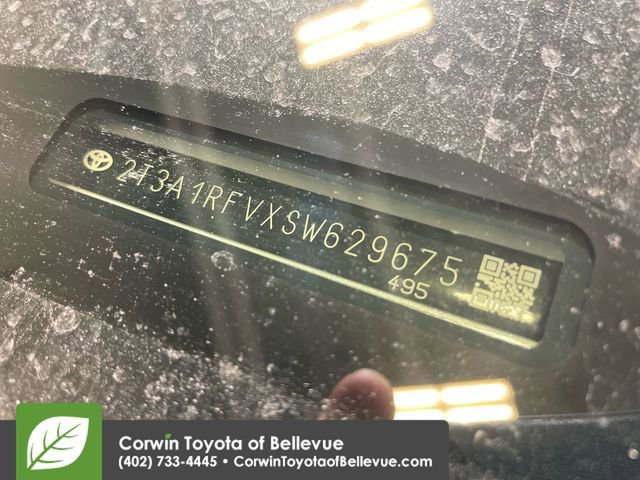 2T3A1RFVXSW629675
495
Corwin Toyota of Bellevue
(402) 733-4445 • CorwinToyotaofBellevue.com